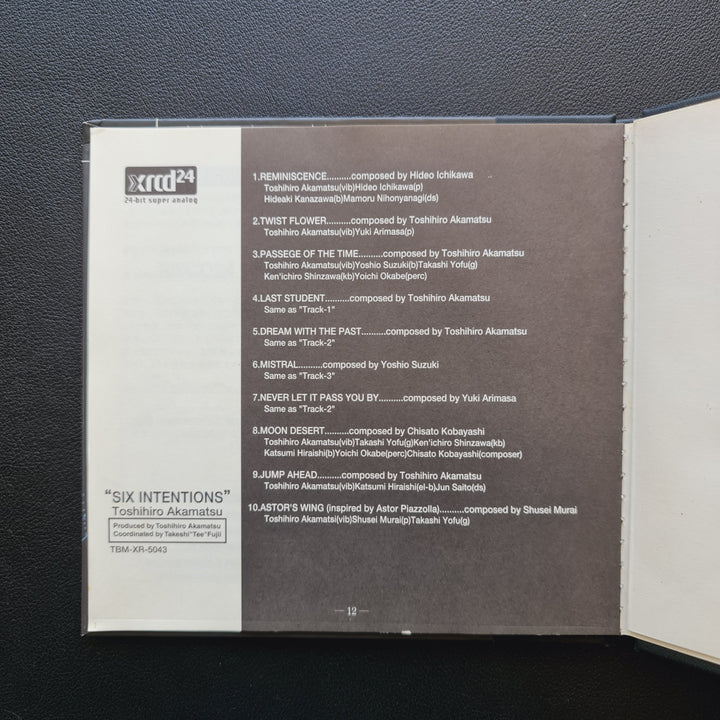 xrcd24
24-bit super analog
"SIX INTENTIONS"
Toshihiro Akamatsu
Produced by Toshihiro Akamatsu
Coordinated by Takeshi"Tee"Fujii
TBM-XR-5043
1.REMINISCENCE..........composed by Hideo Ichikawa
Toshihiro Akamatsu(vib)Hideo Ichikawa(p)
Hideaki Kanazawa(b)Mamoru Nihonyanagi(ds)
2.TWIST FLOWER..........composed by Toshihiro Akamatsu
Toshihiro Akamatsu(vib)Yuki Arimasa(p)
3.PASSEGE OF THE TIME..........composed by Toshihiro Akamatsu
Toshihiro Akamatsu(vib)Yoshio Suzuki(b)Takashi Yofu(g)
Ken'ichiro Shinzawa(kb)Yoichi Okabe(perc)
4.LAST STUDENT..........composed by Toshihiro Akamatsu
Same as "Track-1"
5.DREAM WITH THE PAST..........composed by Toshihiro Akamatsu
Same as "Track-2"
6.MISTRAL..........composed by Yoshio Suzuki
Same as "Track-3"
7.NEVER LET IT PASS YOU BY..........composed by Yuki Arimasa
Same as "Track-2"
8.MOON DESERT..........composed by Chisato Kobayashi
Toshihiro Akamatsu(vib)Takashi Yofu(g)Ken'ichiro Shinzawa(kb)
Katsumi Hiraishi(b)Yoichi Okabe(perc)Chisato Kobayashi(composer)
9.JUMP AHEAD..........composed by Toshihiro Akamatsu
Toshihiro Akamatsu(vib)Katsumi Hiraishi(el-b)Jun Saito(ds)
10.ASTOR'S WING (inspired by Astor Piazzolla)..........composed by Shusei Murai
Toshihiro Akamatsi(vib)Shusei Murai(p)Takashi Yofu(g)
— 12 —